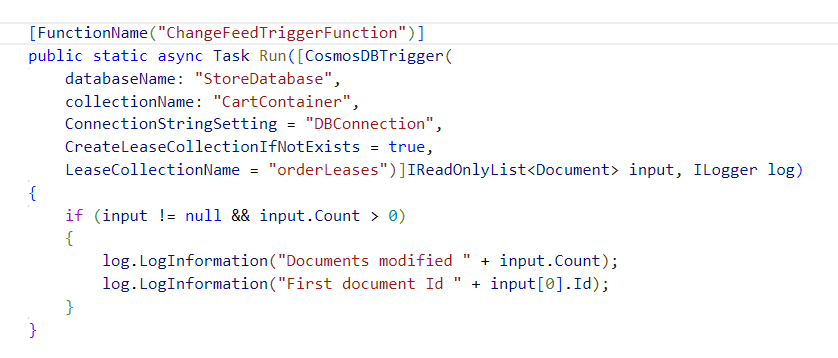 [FunctionName("ChangeFeedTriggerFunction")]
public static async Task Run([CosmosDBTrigger(
    databaseName: "StoreDatabase",
    collectionName: "CartContainer",
    ConnectionStringSetting = "DBConnection",
    CreateLeaseCollectionIfNotExists = true,
    LeaseCollectionName = "orderLeases")]IReadOnlyList<Document> input, ILogger log)
{
    if (input != null && input.Count > 0)
    {
        log.LogInformation("Documents modified " + input.Count);
        log.LogInformation("First document Id " + input[0].Id);
    }
}